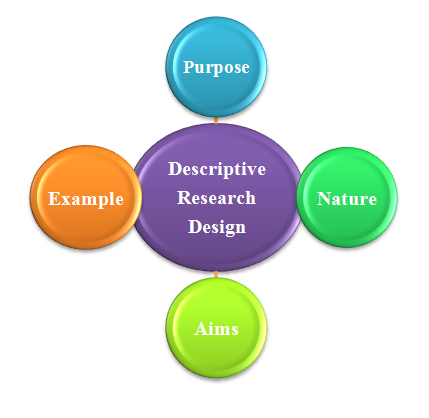 Purpose
Descriptive
Research
Design
Example
Nature
Aims